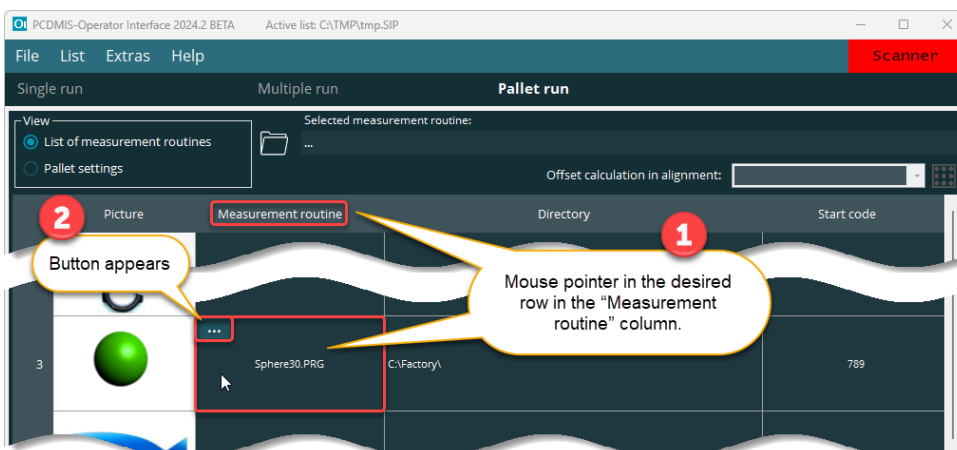 OI PCDMIS-Operator Interface 2024.2 BETA Active list: C:\TMP\tmp.SIP
File List Extras Help Scanner
Single run Multiple run Pallet run
View
List of measurement routines
Pallet settings
Selected measurement routine:
...
Offset calculation in alignment:
Picture Measurement routine Directory Start code
2
Button appears
1
Mouse pointer in the desired
row in the “Measurement
routine” column.
...
3 Sphere30.PRG C:\Factory\ 789